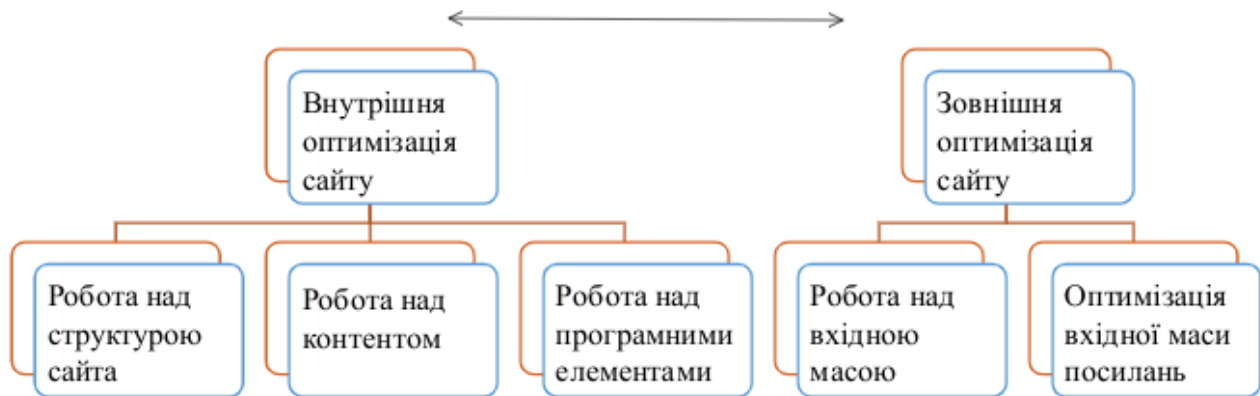 Внутрішня
оптимізація
сайту
Зовнішня
оптимізація
сайту
Робота над
структурою
сайта
Робота над
контентом
Робота над
програмними
елементами
Робота над
вхідною
масою
Оптимізація
вхідної маси
посилань